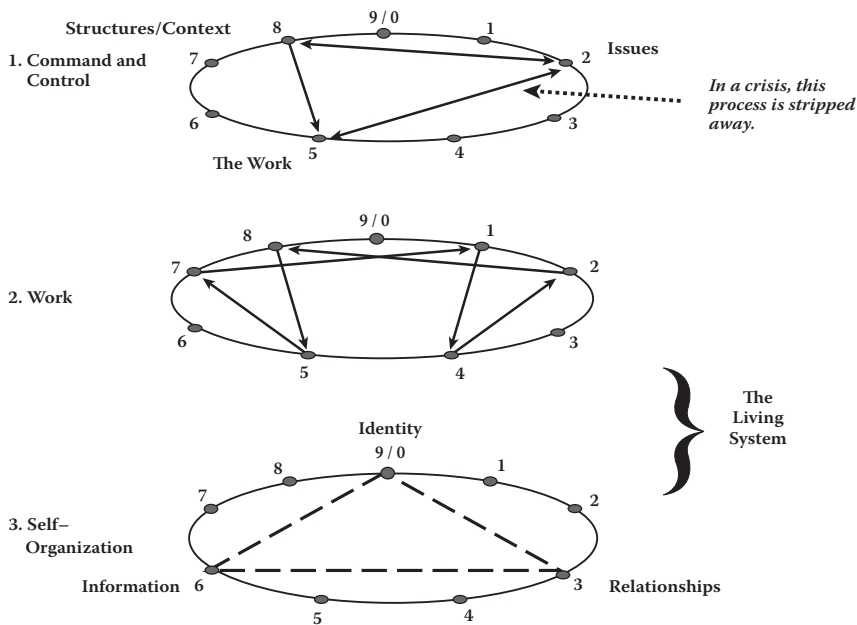 9 / 0
Structures/Context
8
1
7
2
Issues
1. Command and
Control
In a crisis, this
process is stripped
away.
6
3
5
4
The Work
9 / 0
8
1
7
2
2. Work
6
3
5
4
The
Living
System
Identity
9 / 0
8
1
7
2
3. Self–
Organization
Information
6
3
Relationships
5
4